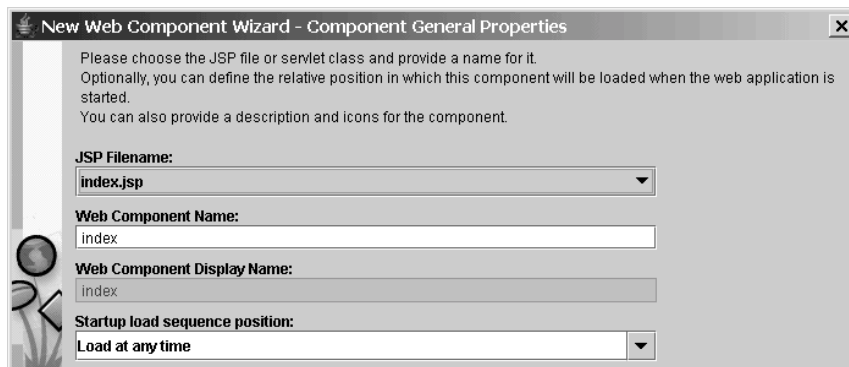 New Web Component Wizard - Component General Properties
Please choose the JSP file or servlet class and provide a name for it.
Optionally, you can define the relative position in which this component will be loaded when the web application is
started.
You can also provide a description and icons for the component.
JSP Filename:
index.jsp
Web Component Name:
index
Web Component Display Name:
index
Startup load sequence position:
Load at any time